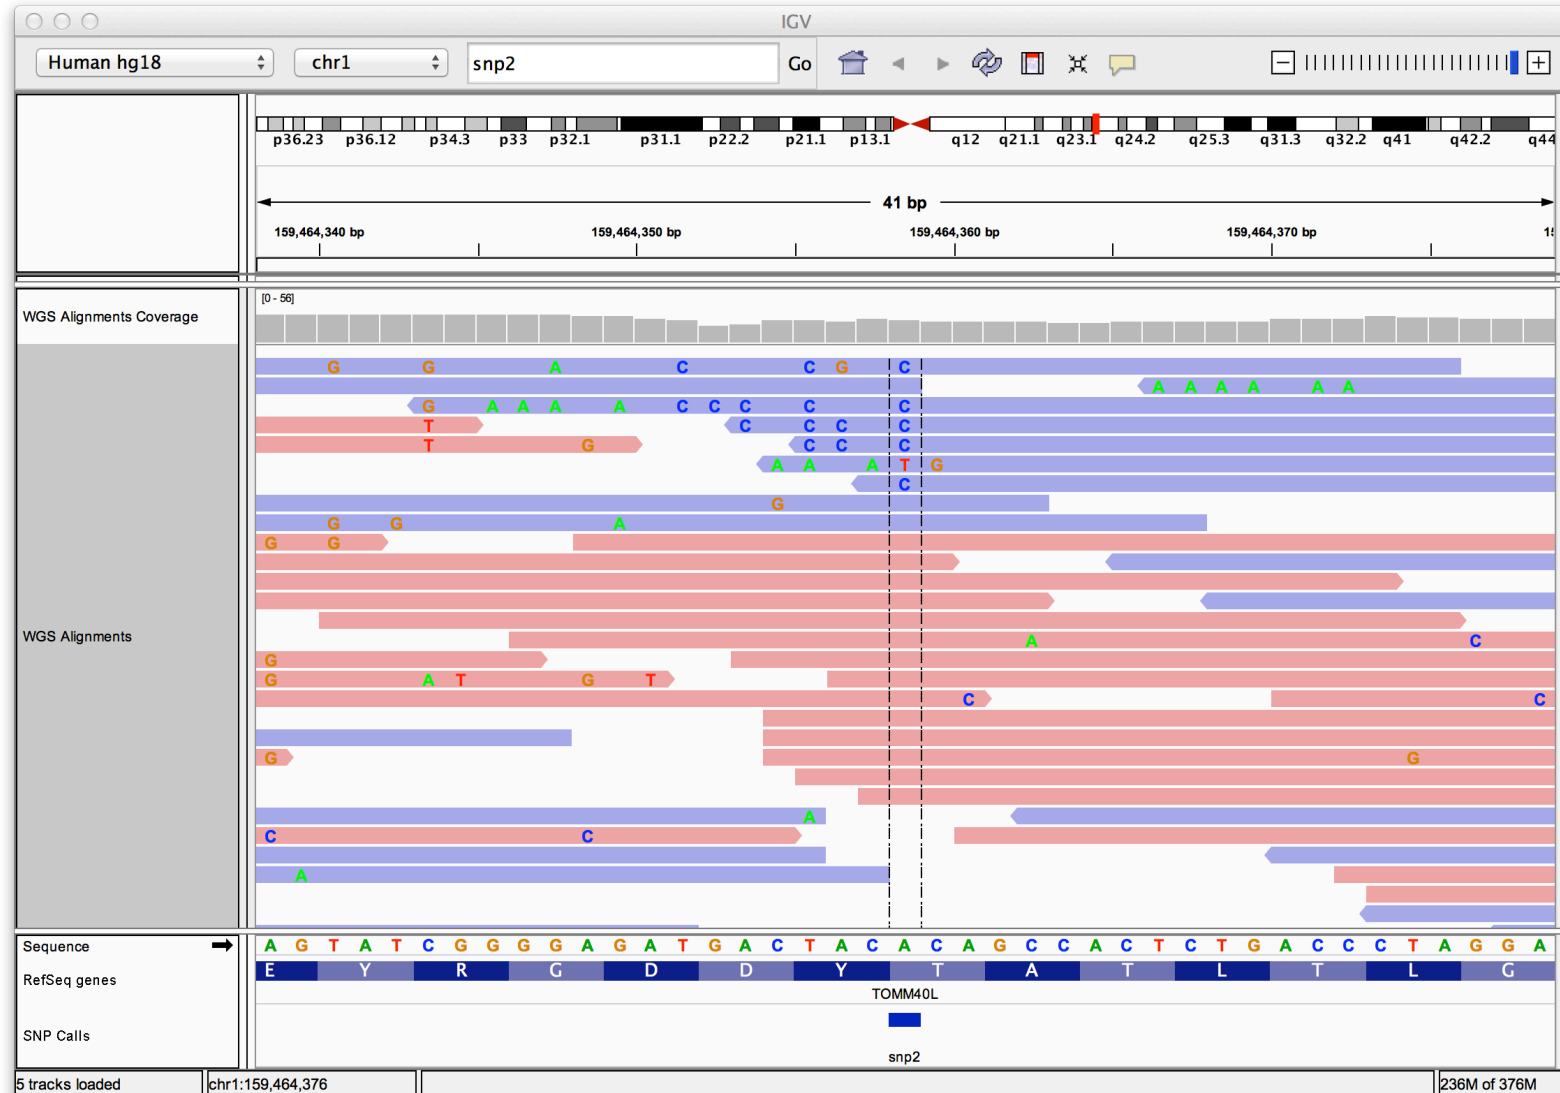 IGV
Human hg18 chr1 snp2 Go
p36.23 p36.12 p34.3 p33 p32.1 p31.1 p22.2 p21.1 p13.1 q12 q21.1 q23.1 q24.2 q25.3 q31.3 q32.2 q41 q42.2 q44
41 bp
159,464,340 bp 159,464,350 bp 159,464,360 bp 159,464,370 bp 15
[0 - 56]
WGS Alignments Coverage
G G A C C G C
A A A A A A
G A A A A C C C C C
T C C C C
T G C C C
A A A T G
C
G
G G A
G G
WGS Alignments
A C
G
G A T G T
C C
G G
A
C C
A
Sequence A G T A T C G G G G A G A T G A C T A C A C A G C C A C T C T G A C C C T A G G A
RefSeq genes E Y R G D D Y T A T L T L G
TOMM40L
SNP Calls
snp2
5 tracks loaded chr1:159,464,376 236M of 376M